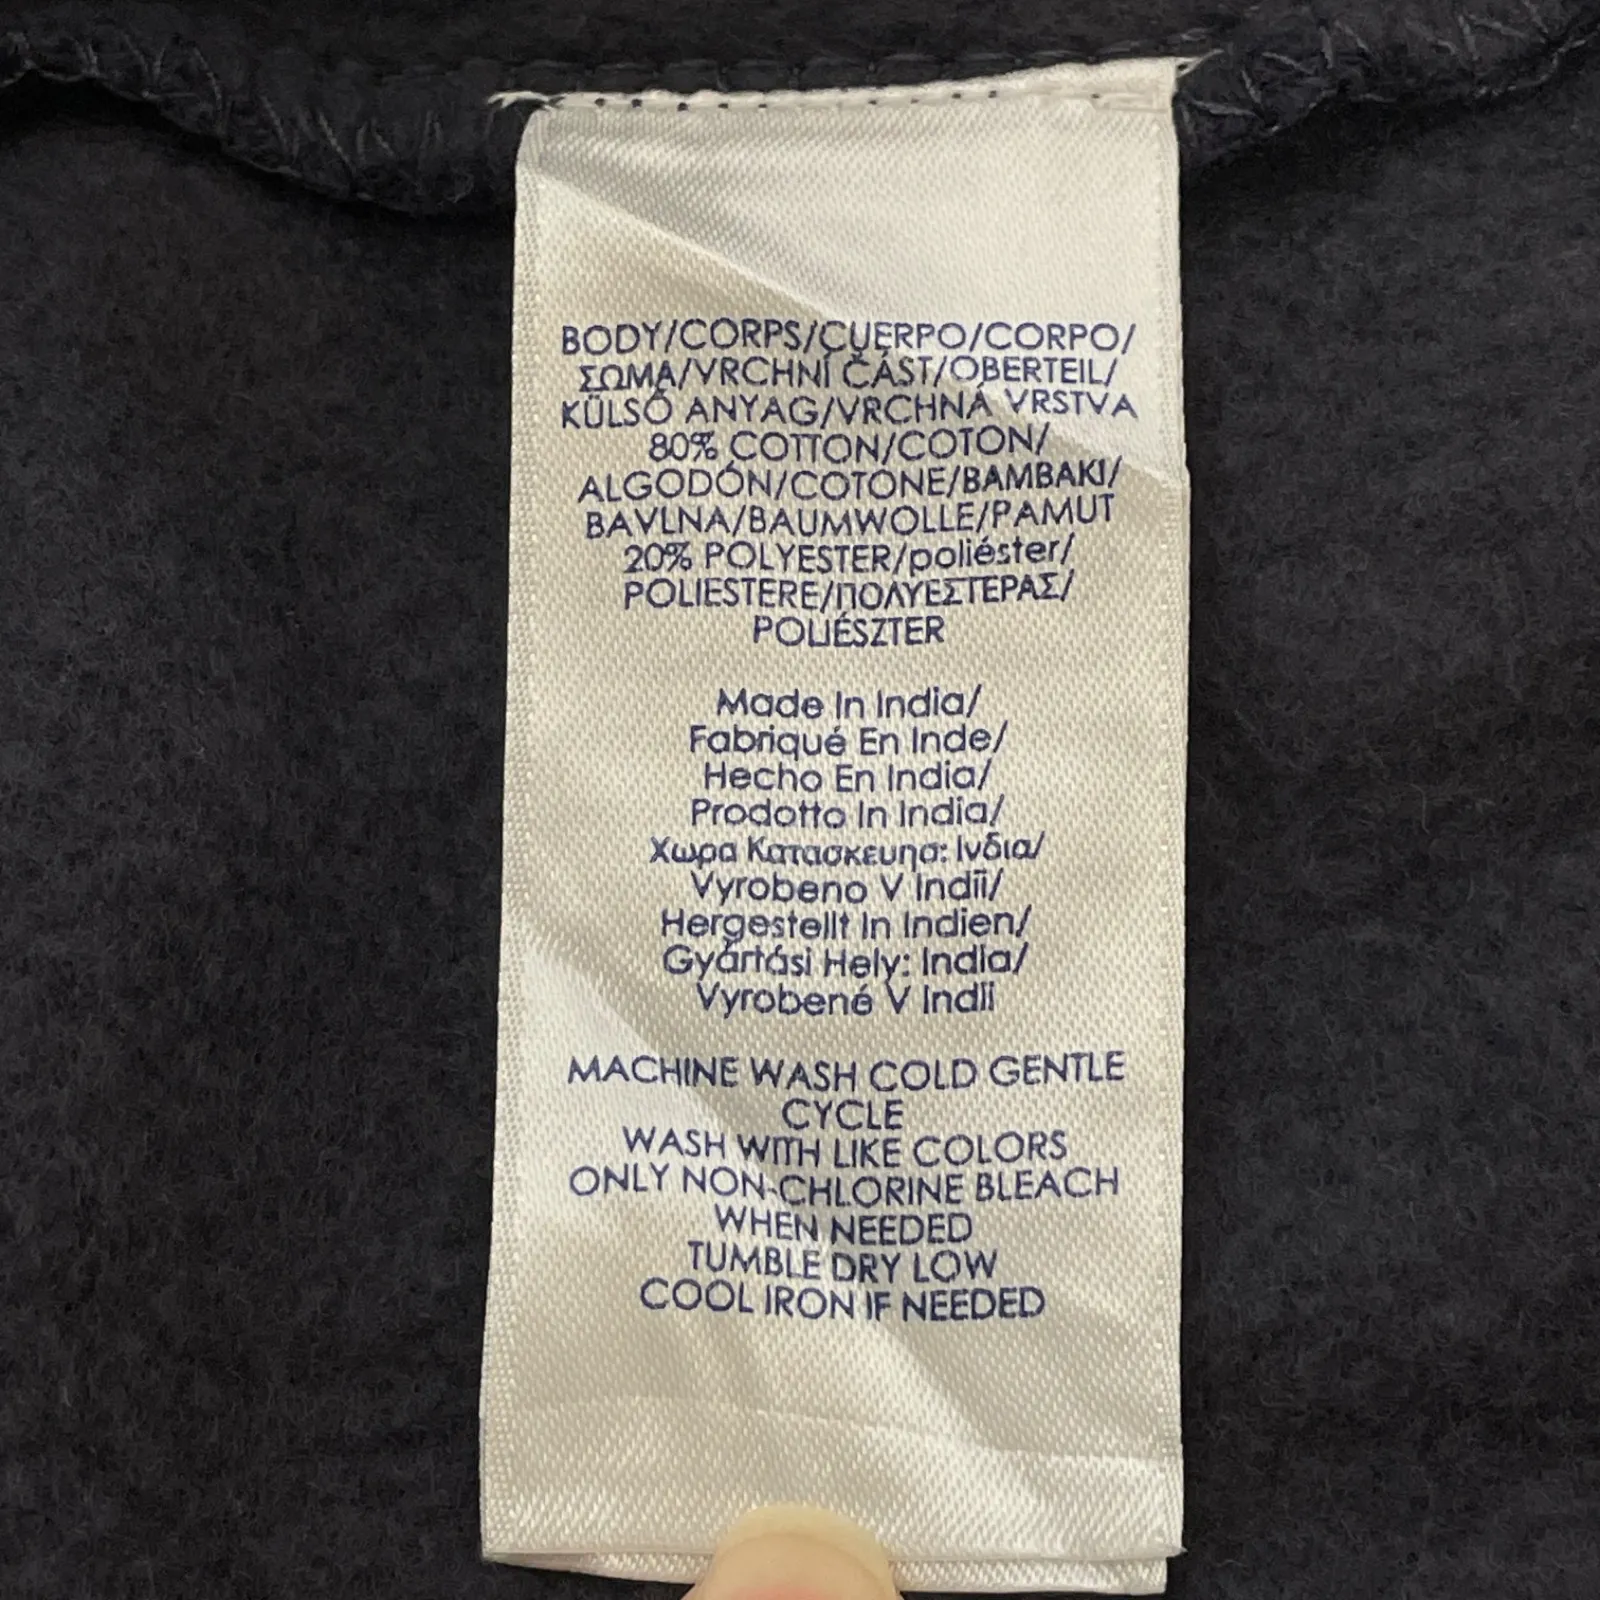 BODY/CORPS/CUERPO/CORPO/
ΣΩΜΑ/VRCHNÍ ČÁST/OBERTEIL/
KÜLSŐ ANYAG/VRCHNÁ VRSTVA
80% COTTON/COTON/
ALGODÓN/COTONE/BAMBAKI/
BAVLNA/BAUMWOLLE/PAMUT
20% POLYESTER/poliéster/
POLIESTERE/ΠΟΛΥΕΣΤΕΡΑΣ/
POLIÉSZTER
Made In India/
Fabriqué En Inde/
Hecho En India/
Prodotto In India/
Χωρα Κατασκευησ: Ινδια/
Vyrobeno V Indii/
Hergestellt In Indien/
Gyártási Hely: India/
Vyrobené V Indii
MACHINE WASH COLD GENTLE
CYCLE
WASH WITH LIKE COLORS
ONLY NON-CHLORINE BLEACH
WHEN NEEDED
TUMBLE DRY LOW
COOL IRON IF NEEDED